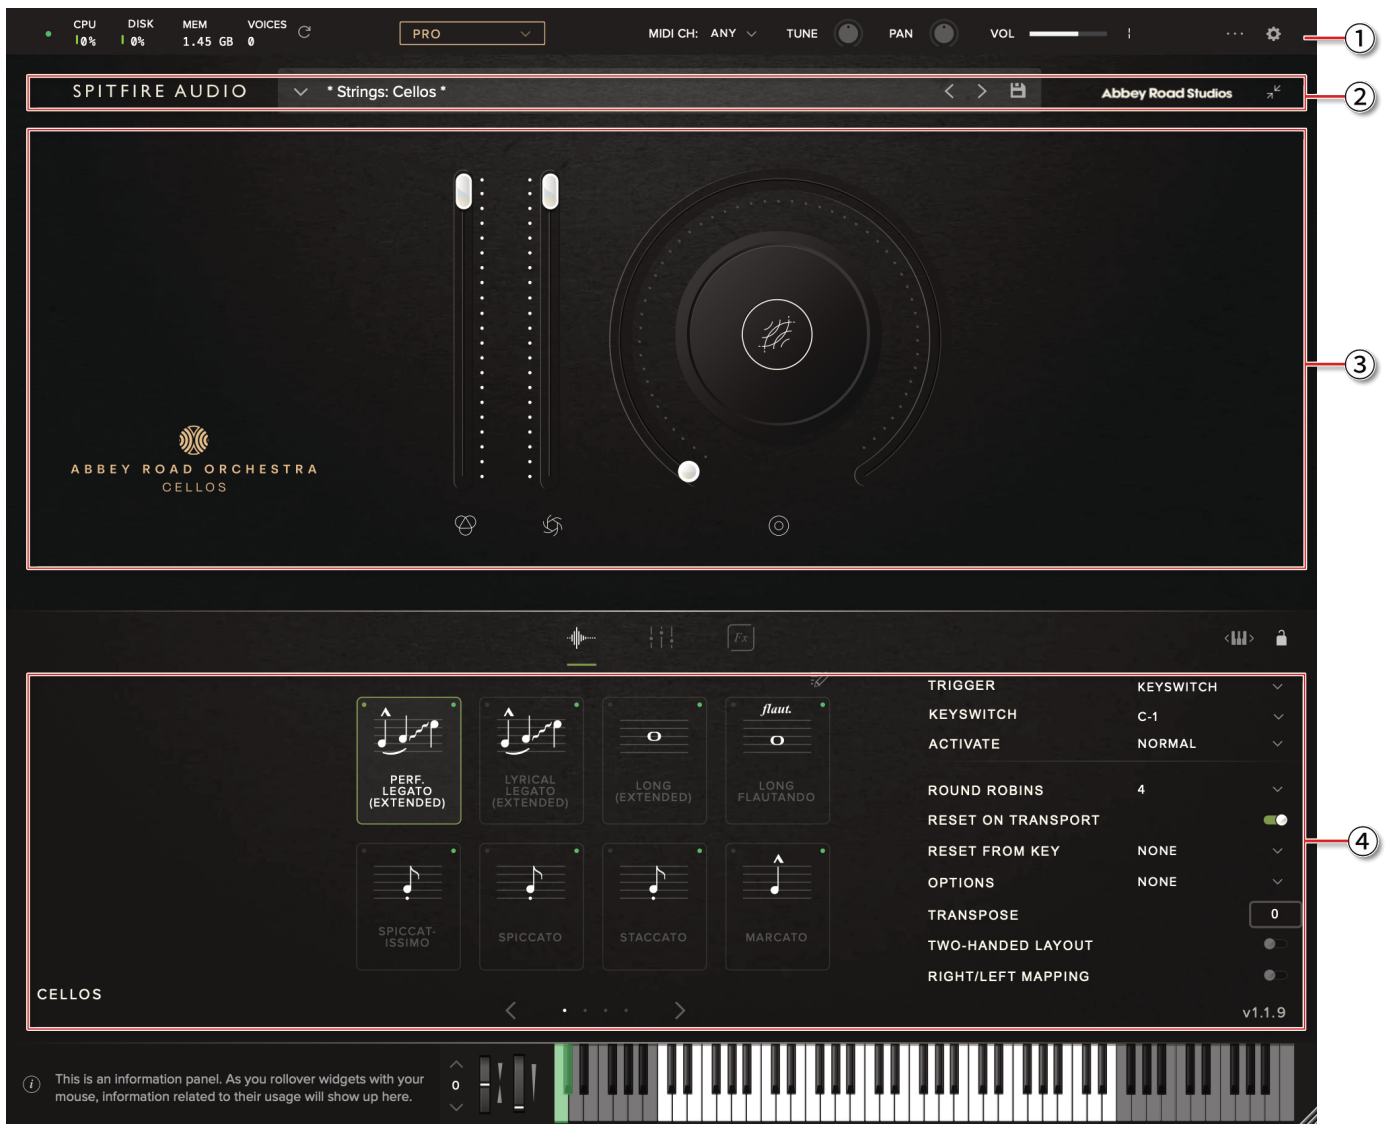 CPU DISK MEM VOICES
0% 0% 1.45 GB 0
PRO
MIDI CH: ANY TUNE PAN VOL
1
SPITFIRE AUDIO
* Strings: Cellos *
Abbey Road Studios
2
3
ABBEY ROAD ORCHESTRA
CELLOS
Fx
PERF.
LEGATO
(EXTENDED)
LYRICAL
LEGATO
(EXTENDED)
LONG
(EXTENDED)
flaut.
LONG
FLAUTANDO
SPICCAT-
ISSIMO
SPICCATO
STACCATO
MARCATO
TRIGGER KEYSWITCH
KEYSWITCH C-1
ACTIVATE NORMAL
ROUND ROBINS 4
RESET ON TRANSPORT
RESET FROM KEY NONE
OPTIONS NONE
TRANSPOSE 0
TWO-HANDED LAYOUT
RIGHT/LEFT MAPPING
4
CELLOS
v1.1.9
i
This is an information panel. As you rollover widgets with your
mouse, information related to their usage will show up here.
0